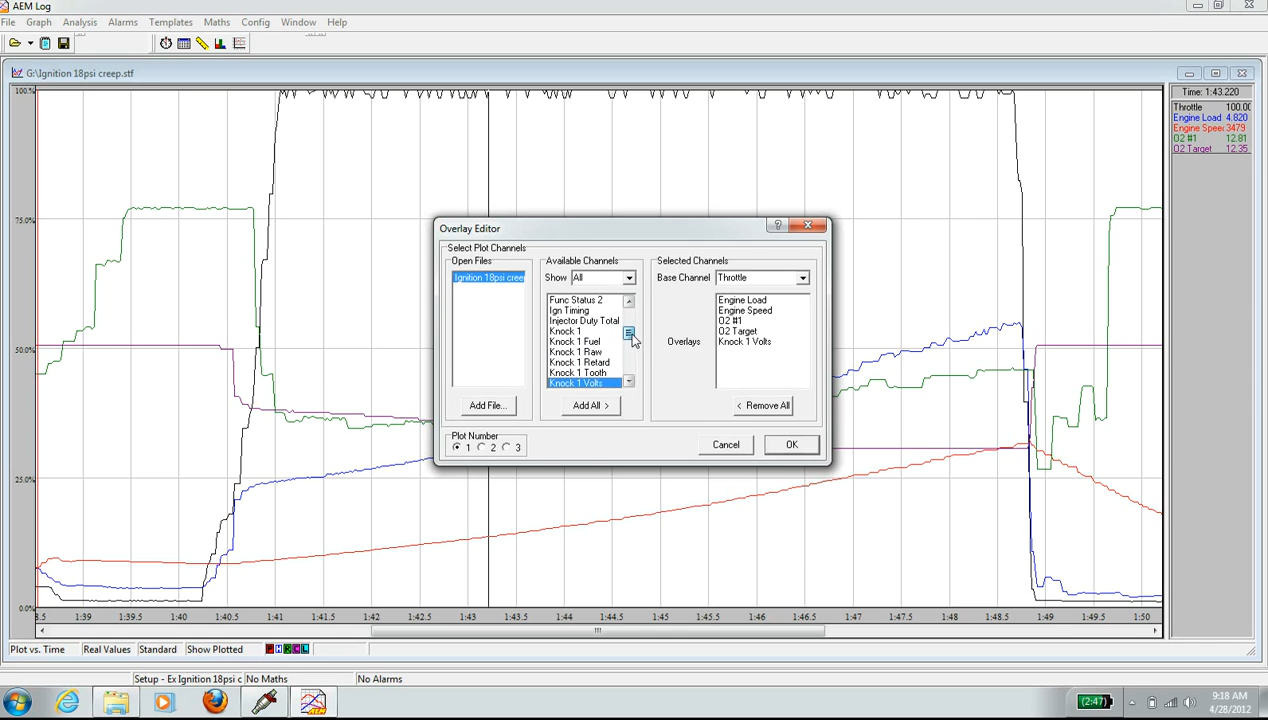 AEM Log
File Graph Analysis Alarms Templates Maths Config Window Help
G:\Ignition 18psi creep.stf
100.%
75.0%
50.0%
25.0%
0.0%
Time: 1:43.220
Throttle 100.00
Engine Load 4.820
Engine Speed 3479
O2 #1 12.81
O2 Target 12.35
Overlay Editor
Select Plot Channels
Open Files
Ignition 18psi cree
Available Channels
Show All
Func Status 2
Ign Timing
Injector Duty Total
Knock 1
Knock 1 Fuel
Knock 1 Raw
Knock 1 Retard
Knock 1 Tooth
Knock 1 Volts
Selected Channels
Base Channel Throttle
Overlays
Engine Load
Engine Speed
O2 #1
O2 Target
Knock 1 Volts
Add File... Add All > < Remove All
Plot Number
1 2 3
Cancel OK
8.5 1:39 1:39.5 1:40 1:40.5 1:41 1:41.5 1:42 1:42.5 1:43 1:43.5 1:44 1:44.5 1:45 1:45.5 1:46 1:46.5 1:47 1:47.5 1:48 1:48.5 1:49 1:49.5 1:50
Plot vs. Time Real Values Standard Show Plotted P H R C L
Setup - Ex Ignition 18psi c No Maths No Alarms
AEM
(2:47)
9:18 AM
4/28/2012